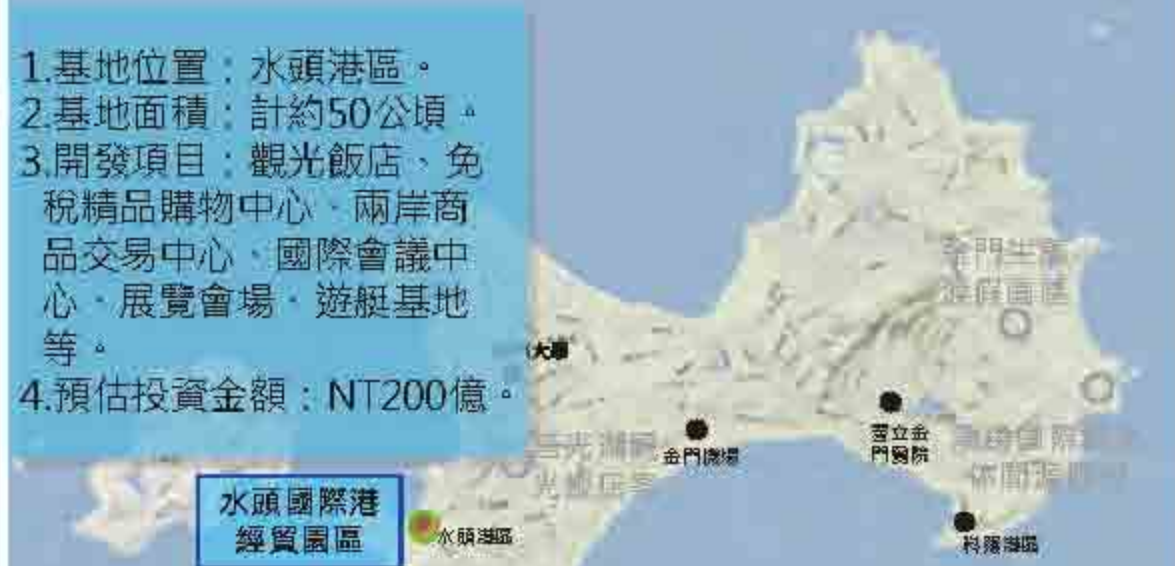 1.基地位置：水頭港區。
2.基地面積：計約50公頃。
3.開發項目：觀光飯店、免
稅精品購物中心、兩岸商
品交易中心、國際會議中
心、展覽會場、遊艇基地
等。
4.預估投資金額：NT200億。
大學
金門機場
署立金
門醫院
水頭國際港
經貿園區
水頭港區
料羅港區